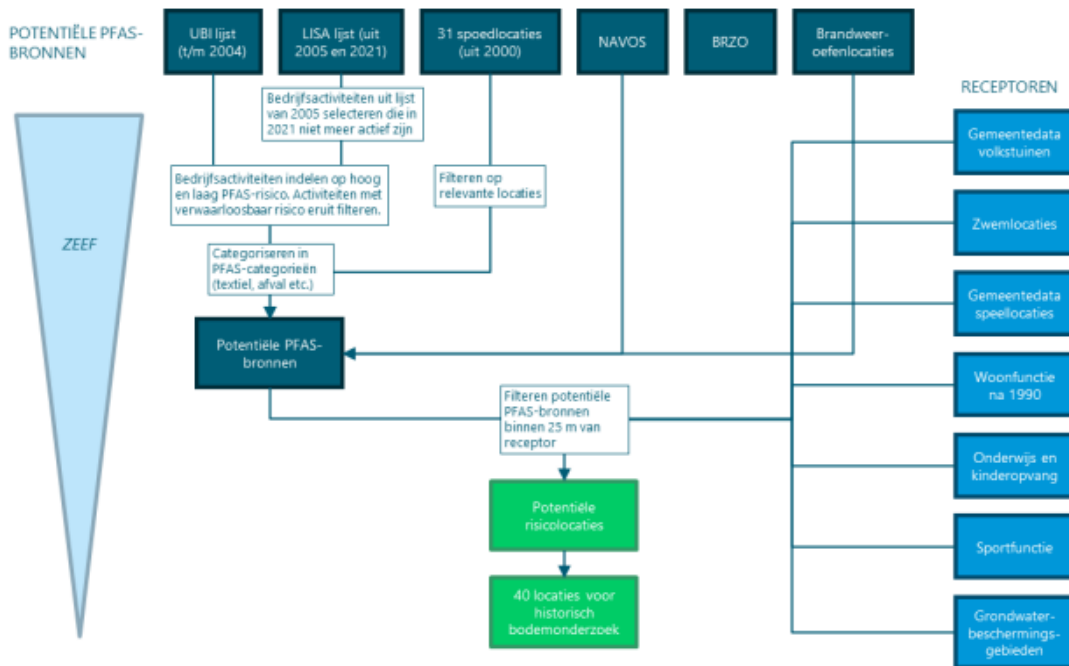 POTENTIËLE PFAS-
BRONNEN
UBI lijst
(t/m 2004)
LISA lijst (uit
2005 en 2021)
31 spoedlocaties
(uit 2000)
NAVOS
BRZO
Brandweer-
oefenlocaties
RECEPTOREN
Bedrijfsactiviteiten uit lijst
van 2005 selecteren die in
2021 niet meer actief zijn
Gemeentedata
volkstuinen
Bedrijfsactiviteiten indelen op hoog
en laag PFAS-risico. Activiteiten met
verwaarloosbaar risico eruit filteren.
Filteren op
relevante locaties
ZEEF
Zwemlocaties
Categoriseren in
PFAS-categorieën
(textiel, afval etc.)
Gemeentedata
speellocaties
Potentiële PFAS-
bronnen
Woonfunctie
na 1990
Filteren potentiële
PFAS-bronnen
binnen 25 m van
receptor
Onderwijs en
kinderopvang
Potentiële
risicolocaties
Sportfunctie
40 locaties voor
historisch
bodemonderzoek
Grondwater-
beschermings-
gebieden